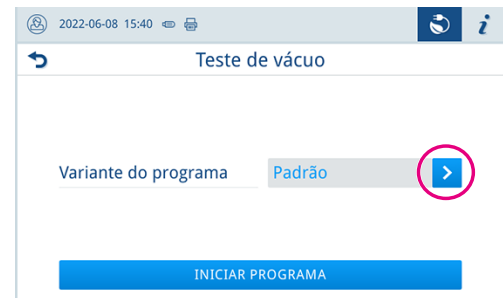 2022-06-08 15:40
i
Teste de vácuo
Variante do programa Padrão
INICIAR PROGRAMA